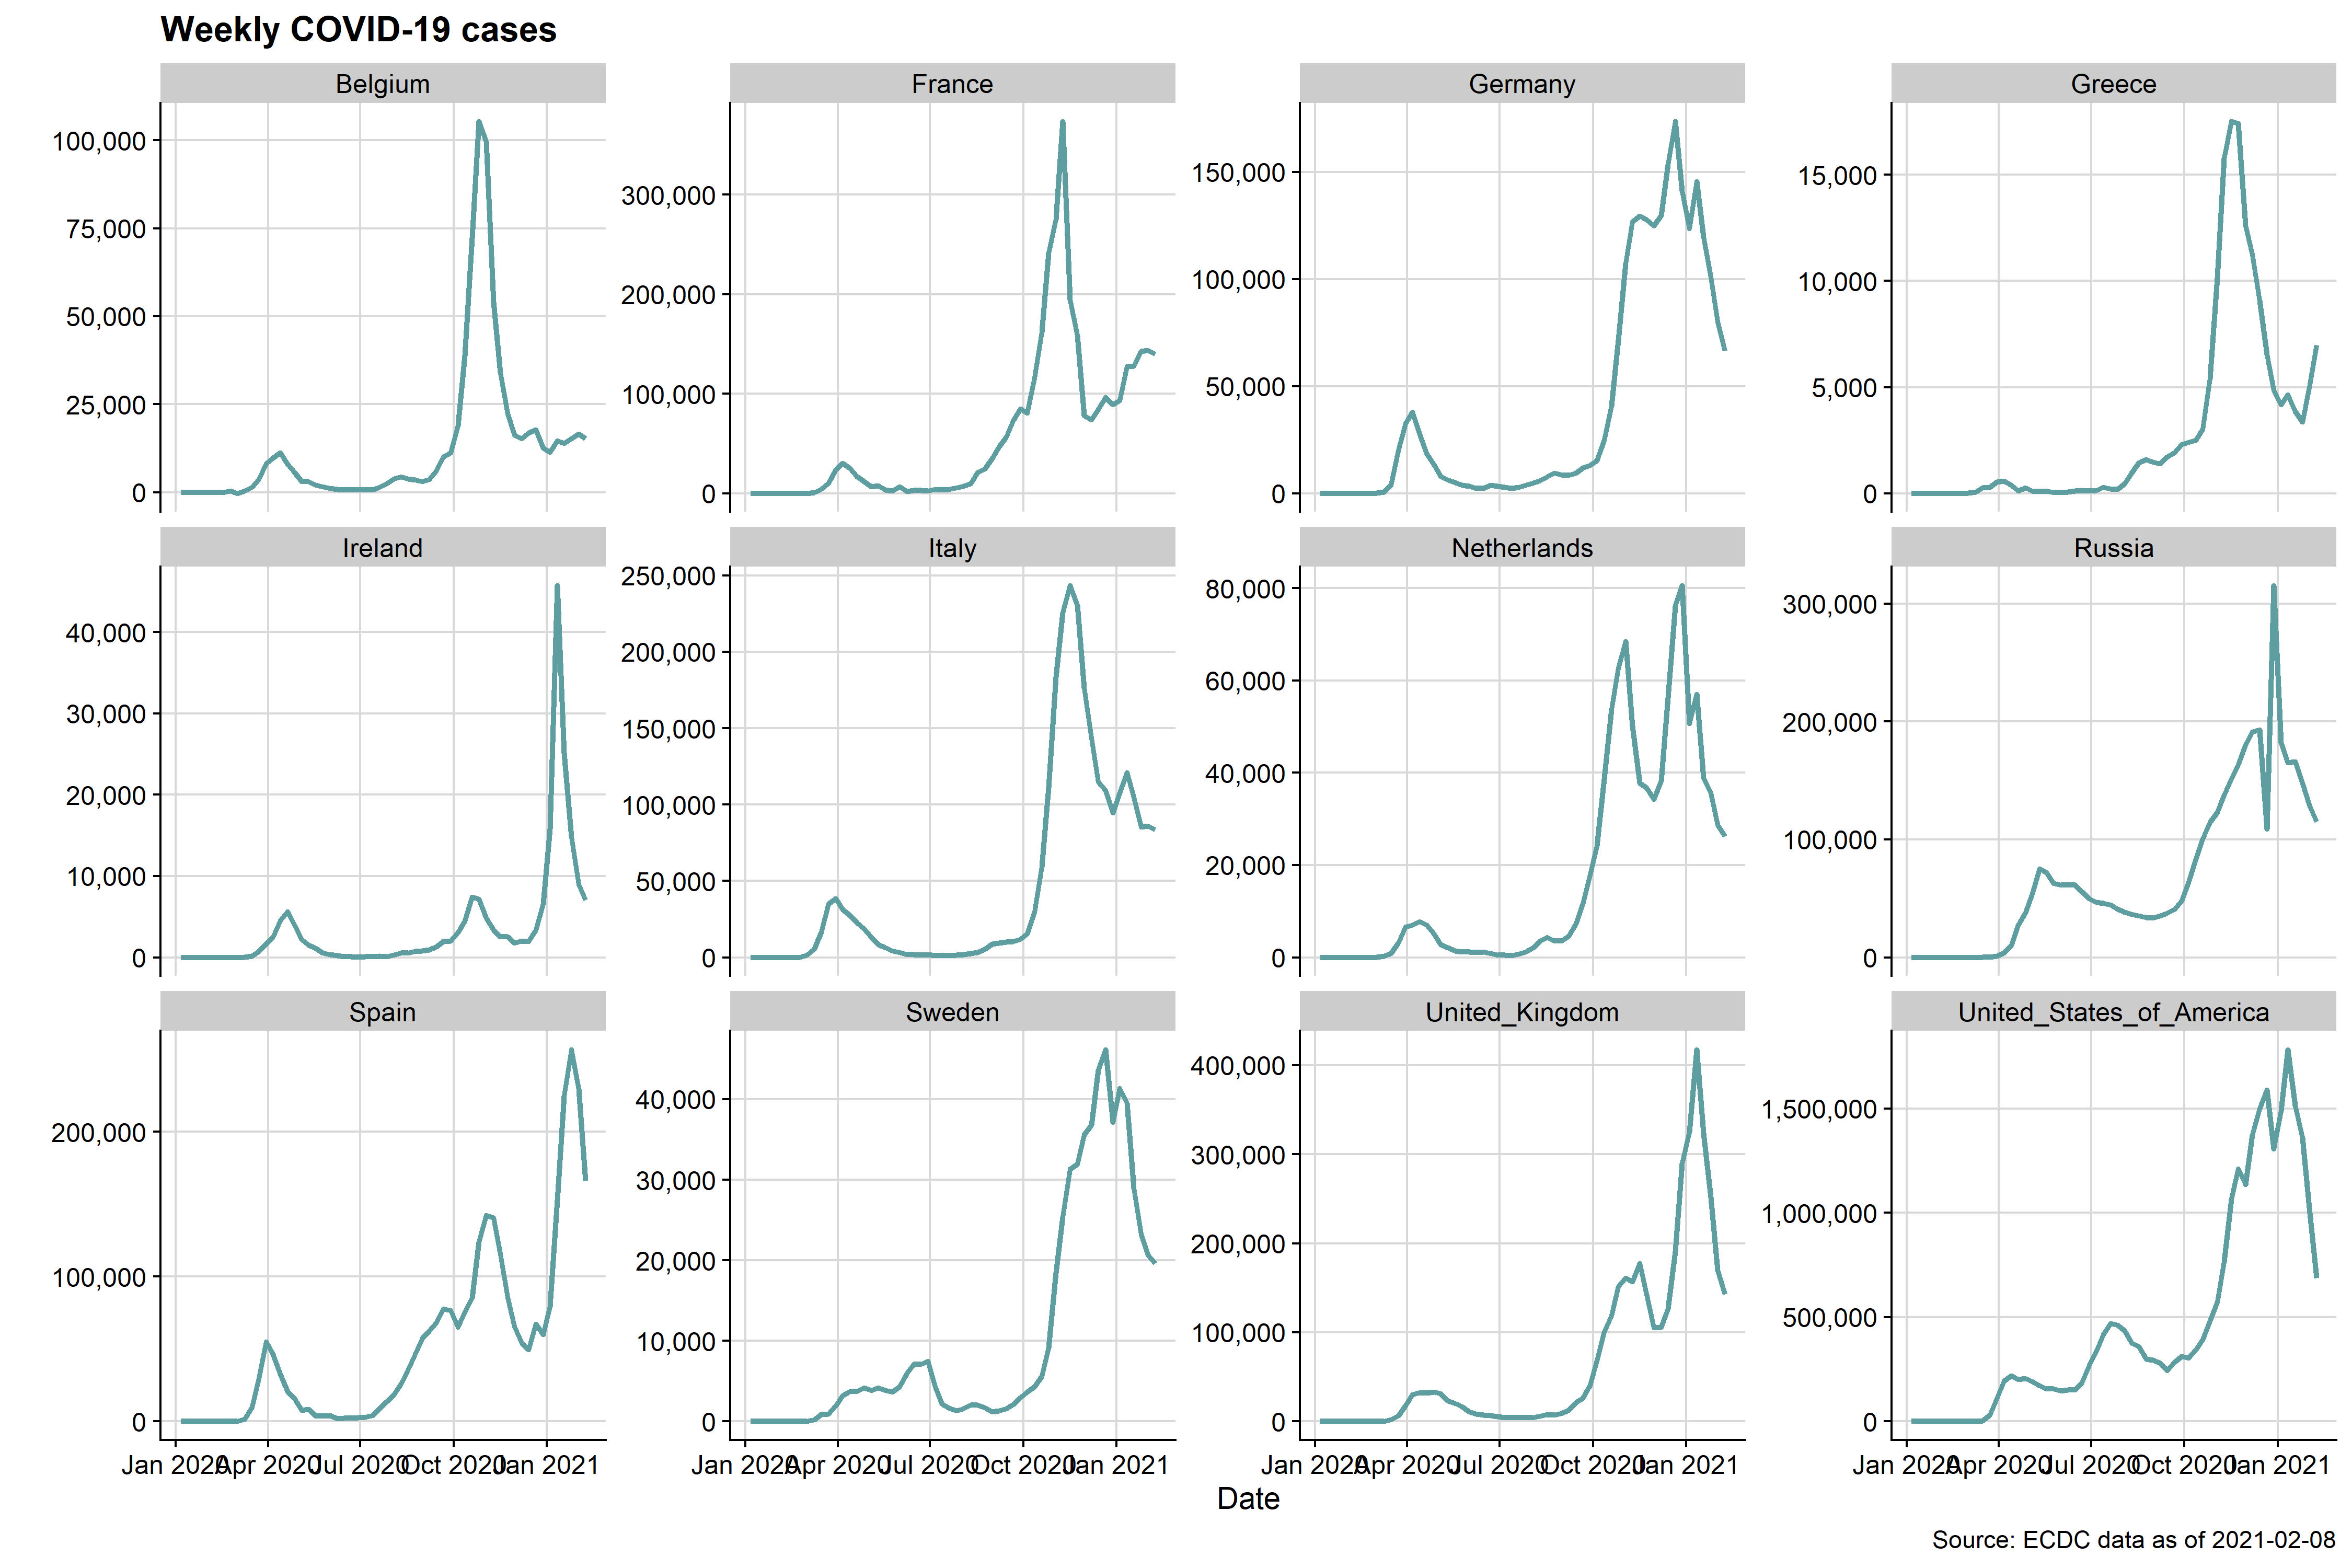 Weekly COVID-19 cases
Belgium
France
Germany
Greece
100,000
75,000
50,000
25,000
0
300,000
200,000
100,000
0
150,000
100,000
50,000
0
15,000
10,000
5,000
0
Ireland
Italy
Netherlands
Russia
40,000
30,000
20,000
10,000
0
250,000
200,000
150,000
100,000
50,000
0
80,000
60,000
40,000
20,000
0
300,000
200,000
100,000
0
Spain
Sweden
United_Kingdom
United_States_of_America
200,000
100,000
0
40,000
30,000
20,000
10,000
0
400,000
300,000
200,000
100,000
0
1,500,000
1,000,000
500,000
0
Jan 2020 Apr 2020 Jul 2020 Oct 2020 Jan 2021
Jan 2020 Apr 2020 Jul 2020 Oct 2020 Jan 2021
Jan 2020 Apr 2020 Jul 2020 Oct 2020 Jan 2021
Jan 2020 Apr 2020 Jul 2020 Oct 2020 Jan 2021
Date
Source: ECDC data as of 2021-02-08